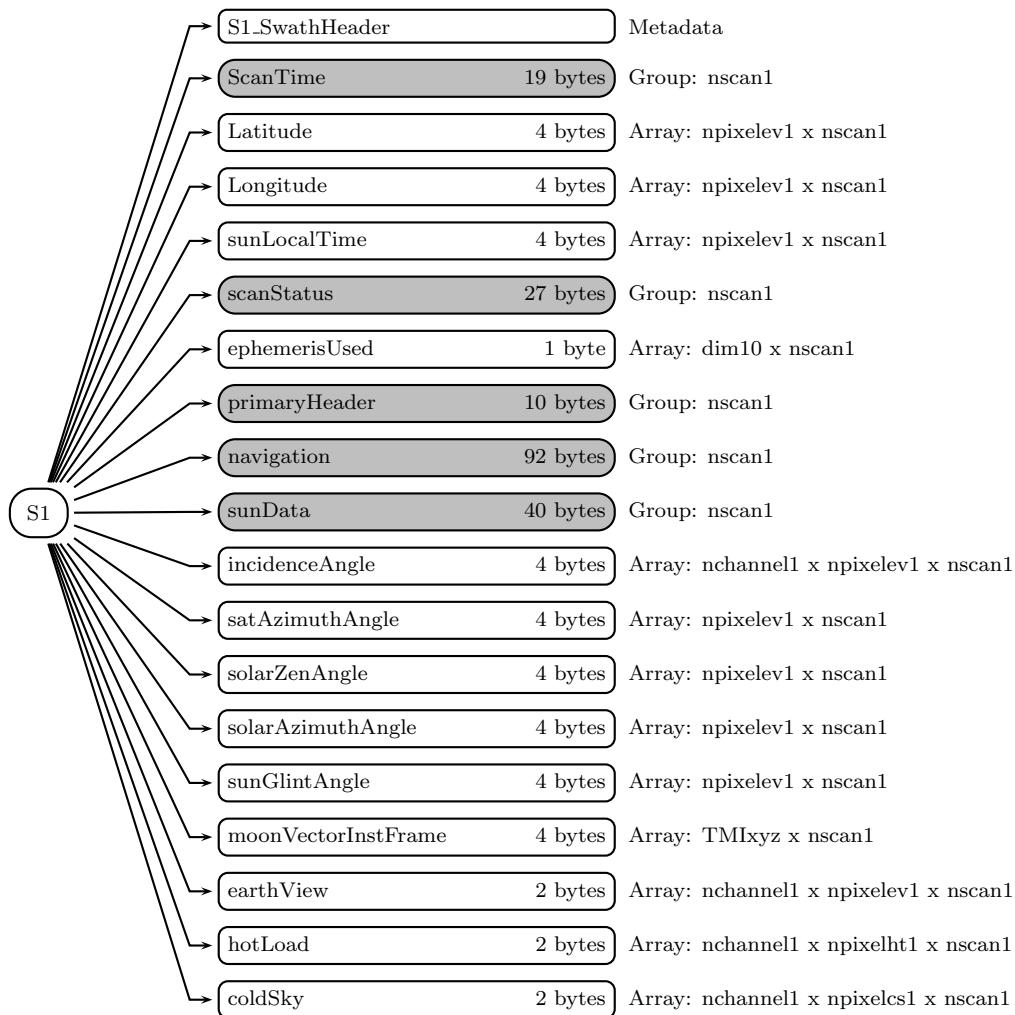 S1_SwathHeader Metadata
ScanTime 19 bytes Group: nscan1
Latitude 4 bytes Array: npixelev1 x nscan1
Longitude 4 bytes Array: npixelev1 x nscan1
sunLocalTime 4 bytes Array: npixelev1 x nscan1
scanStatus 27 bytes Group: nscan1
ephemerisUsed 1 byte Array: dim10 x nscan1
primaryHeader 10 bytes Group: nscan1
navigation 92 bytes Group: nscan1
S1
sunData 40 bytes Group: nscan1
incidenceAngle 4 bytes Array: nchannel1 x npixelev1 x nscan1
satAzimuthAngle 4 bytes Array: npixelev1 x nscan1
solarZenAngle 4 bytes Array: npixelev1 x nscan1
solarAzimuthAngle 4 bytes Array: npixelev1 x nscan1
sunGlintAngle 4 bytes Array: npixelev1 x nscan1
moonVectorInstFrame 4 bytes Array: TMIxyz x nscan1
earthView 2 bytes Array: nchannel1 x npixelev1 x nscan1
hotLoad 2 bytes Array: nchannel1 x npixelht1 x nscan1
coldSky 2 bytes Array: nchannel1 x npixelcs1 x nscan1